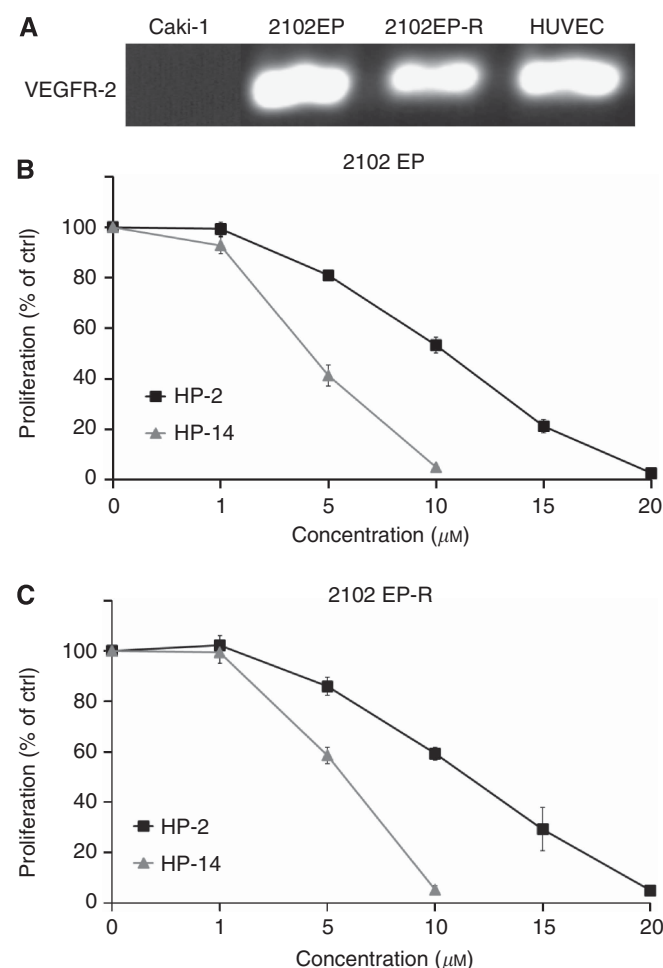 A
Caki-1 2102EP 2102EP-R HUVEC
VEGFR-2
B
2102 EP
Proliferation (% of ctrl)
100
80
60
40
20
0
HP-2
HP-14
0 1 5 10 15 20
Concentration (μM)
C
2102 EP-R
Proliferation (% of ctrl)
100
80
60
40
20
0
HP-2
HP-14
0 1 5 10 15 20
Concentration (μM)